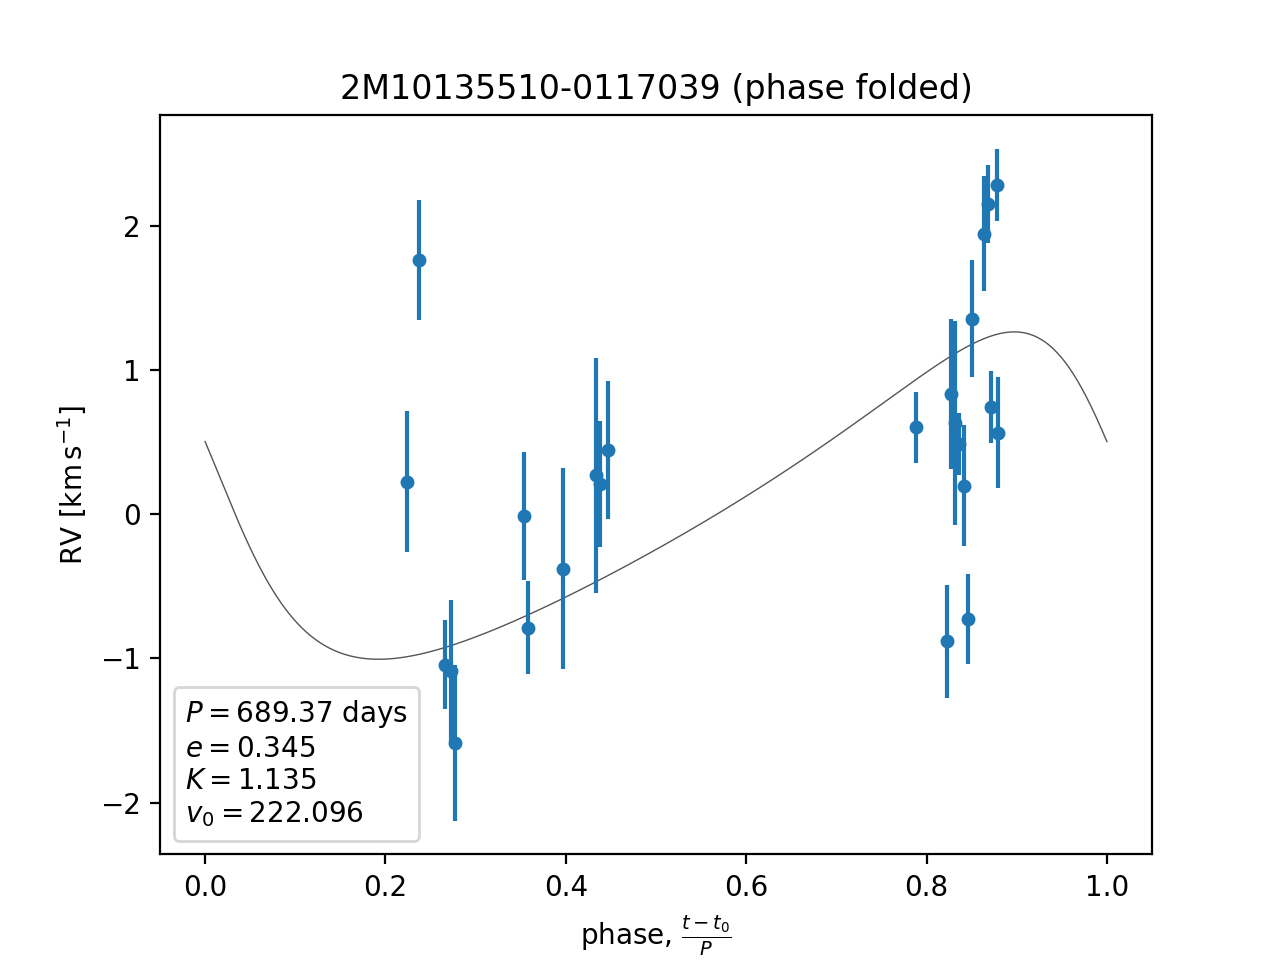 2M10135510-0117039 (phase folded)
RV [km s⁻¹]
2
1
0
−1
−2
P = 689.37 days
e = 0.345
K = 1.135
v₀ = 222.096
0.0 0.2 0.4 0.6 0.8 1.0
phase, (t − t₀)/P